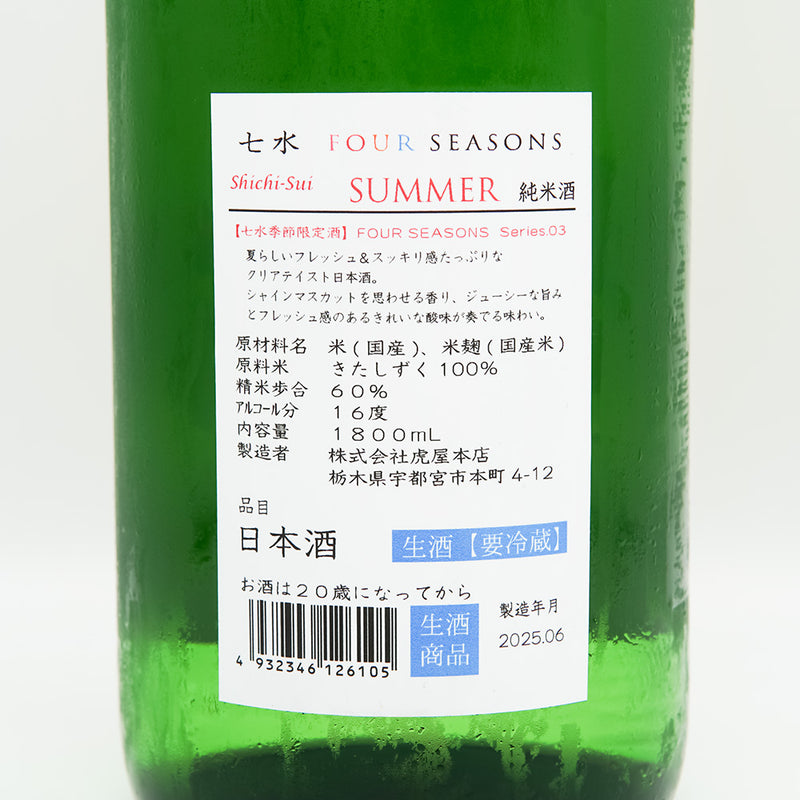 七水 FOUR SEASONS
Shichi-Sui SUMMER 純米酒
【七水季節限定酒】FOUR SEASONS Series.03
夏らしいフレッシュ＆スッキリ感たっぷりな
クリアテイスト日本酒。
シャインマスカットを思わせる香り、ジューシーな旨み
とフレッシュ感のあるきれいな酸味が奏でる味わい。
原材料名 米(国産)、米麹(国産米)
原料米 きたしずく100%
精米歩合 60%
ｱﾙｺｰﾙ分 16度
内容量 1800mL
製造者 株式会社虎屋本店
栃木県宇都宮市本町4-12
品目
日本酒 生酒【要冷蔵】
お酒は20歳になってから
生酒 製造年月
商品 2025.06
4 932346 126105